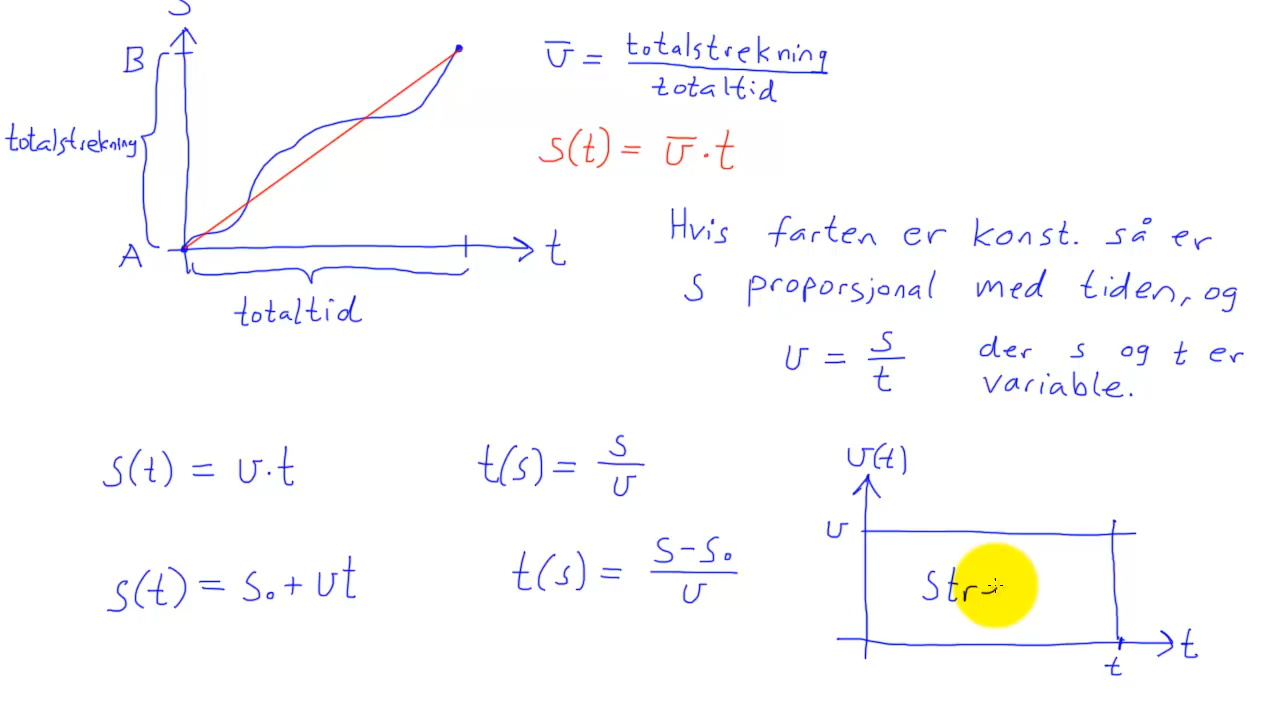 S
B
totalstrekning
A
t
totaltid
v̅ = totalstrekning / totaltid
s(t) = v̅ · t
Hvis farten er konst. så er
s proporsjonal med tiden, og
v = s / t der s og t er
variable.
s(t) = v · t
t(s) = s / v
s(t) = s₀ + vt
t(s) = s - s₀ / v
v(t)
v
Str
t
t